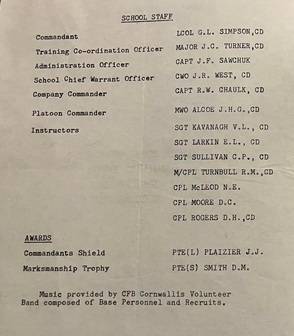 SCHOOL STAFF
Commandant LCOL G.L. SIMPSON,CD
Training Co-ordination Officer MAJOR J.C. TURNER,CD
Administration Officer CAPT J.F. SAWCHUK
School Chief Warrant Officer CWO J.R. WEST, CD
Company Commander CAPT R.W. CHAULK, CD
Platoon Commander MWO ALCOE J.H.G.,CD
Instructors SGT KAVANAGH V.L., CD
SGT LARKIN E.L., CD
SGT SULLIVAN C.P., CD
M/CPL TURNBULL R.M.,CD
CPL McLEOD N.E.
CPL MOORE D.C.
CPL ROGERS D.H.,CD
AWARDS
Commandants Shield PTE(L) PLAIZIER J.J.
Marksmanship Trophy PTE(S) SMITH D.M.
Music provided by CFB Cornwallis Volunteer
Band composed of Base Personnel and Recruits.